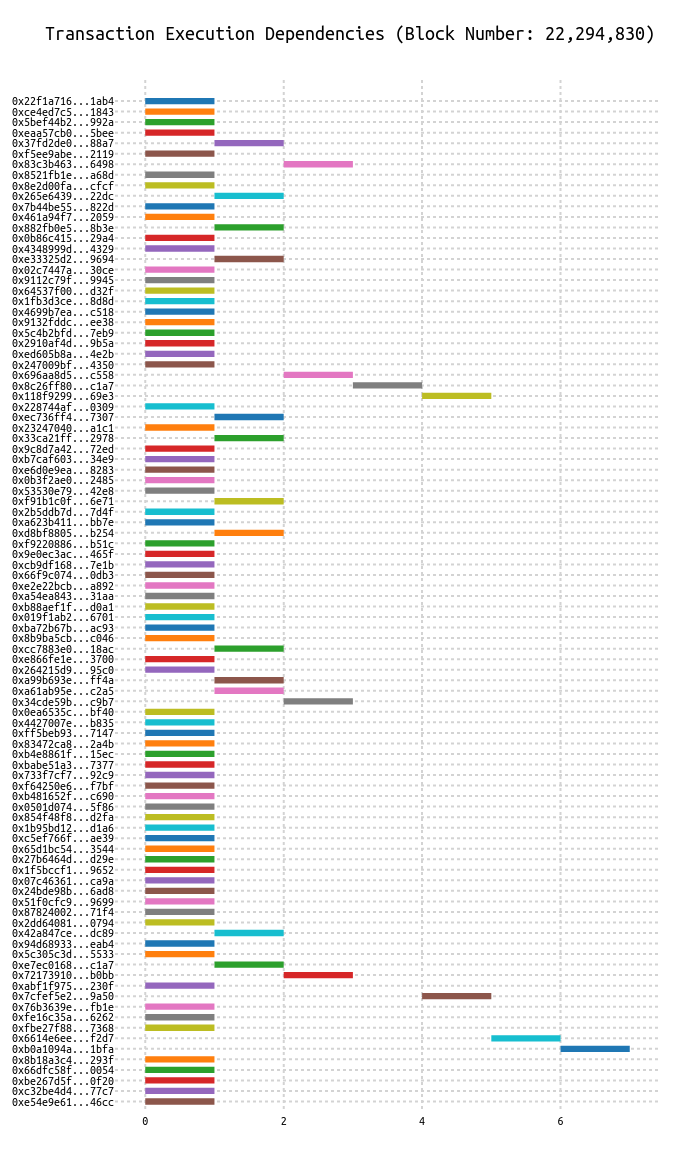 Transaction Execution Dependencies (Block Number: 22,294,830)
0x22f1a716...1ab4
0xce4ed7c5...1843
0x5bef44b2...992a
0xeaa57cb0...5bee
0x37fd2de0...88a7
0xf5ee9abe...2119
0x83c3b463...6498
0x8521fb1e...a68d
0x8e2d00fa...cfcf
0x265e6439...22dc
0x7b44be55...822d
0x461a94f7...2059
0x882fb0e5...8b3e
0x0b86c415...29a4
0x4348999d...4329
0xe33325d2...9694
0x02c7447a...30ce
0x9112c79f...9945
0x64537f00...d32f
0x1fb3d3ce...8d8d
0x4699b7ea...c518
0x9132fddc...ee38
0x5c4b2bfd...7eb9
0x2910af4d...9b5a
0xed605b8a...4e2b
0x247009bf...4350
0x696aa8d5...c558
0x8c26ff80...c1a7
0x118f9299...69e3
0x228744af...0309
0xec736ff4...7307
0x23247040...a1c1
0x33ca21ff...2978
0x9c8d7a42...72ed
0xb7caf603...34e9
0xe6d0e9ea...8283
0x0b3f2ae0...2485
0x53530e79...42e8
0xf91b1c0f...6e71
0x2b5ddb7d...7d4f
0xa623b411...bb7e
0xd8bf8805...b254
0xf9220886...b51c
0x9e0ec3ac...465f
0xcb9df168...7e1b
0x66f9c074...0db3
0xe2e22bcb...a892
0xa54ea843...31aa
0xb88aef1f...d0a1
0x019f1ab2...6701
0xba72b67b...ac93
0x8b9ba5cb...c046
0xcc7883e0...18ac
0xe866fe1e...3700
0x264215d9...95c0
0xa99b693e...ff4a
0xa61ab95e...c2a5
0x34cde59b...c9b7
0x0ea6535c...bf40
0x4427007e...b835
0xff5beb93...7147
0x83472ca8...2a4b
0xb4e8861f...15ec
0xbabe51a3...7377
0x733f7cf7...92c9
0xf64250e6...f7bf
0xb481652f...c690
0x0501d074...5f86
0x854f48f8...d2fa
0x1b95bd12...d1a6
0xc5ef766f...ae39
0x65d1bc54...3544
0x27b6464d...d29e
0x1f5bccf1...9652
0x07c46361...ca9a
0x24bde98b...6ad8
0x51f0cfc9...9699
0x87824002...71f4
0x2dd64081...0794
0x42a847ce...dc89
0x94d68933...eab4
0x5c305c3d...5533
0xe7ec0168...c1a7
0x72173910...b0bb
0xabf1f975...230f
0x7cfef5e2...9a50
0x76b3639e...fb1e
0xfe16c35a...6262
0xfbe27f88...7368
0x6614e6ee...f2d7
0xb0a1094a...1bfa
0x8b18a3c4...293f
0x66dfc58f...0054
0xbe267d5f...0f20
0xc32be4d4...77c7
0xe54e9e61...46cc
0 2 4 6